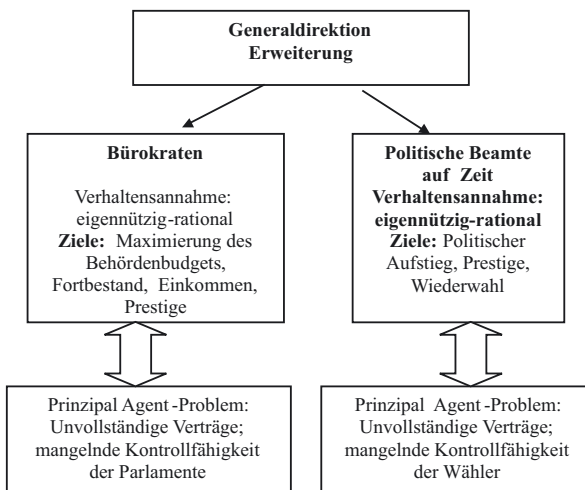 Generaldirektion
Erweiterung
Bürokraten
Verhaltensannahme:
eigennützig-rational
Ziele: Maximierung des
Behördenbudgets,
Fortbestand, Einkommen,
Prestige
Politische Beamte
auf Zeit
Verhaltensannahme:
eigennützig-rational
Ziele: Politischer
Aufstieg, Prestige,
Wiederwahl
Prinzipal Agent-Problem:
Unvollständige Verträge;
mangelnde Kontrollfähigkeit
der Parlamente
Prinzipal Agent-Problem:
Unvollständige Verträge;
mangelnde Kontrollfähigkeit
der Wähler